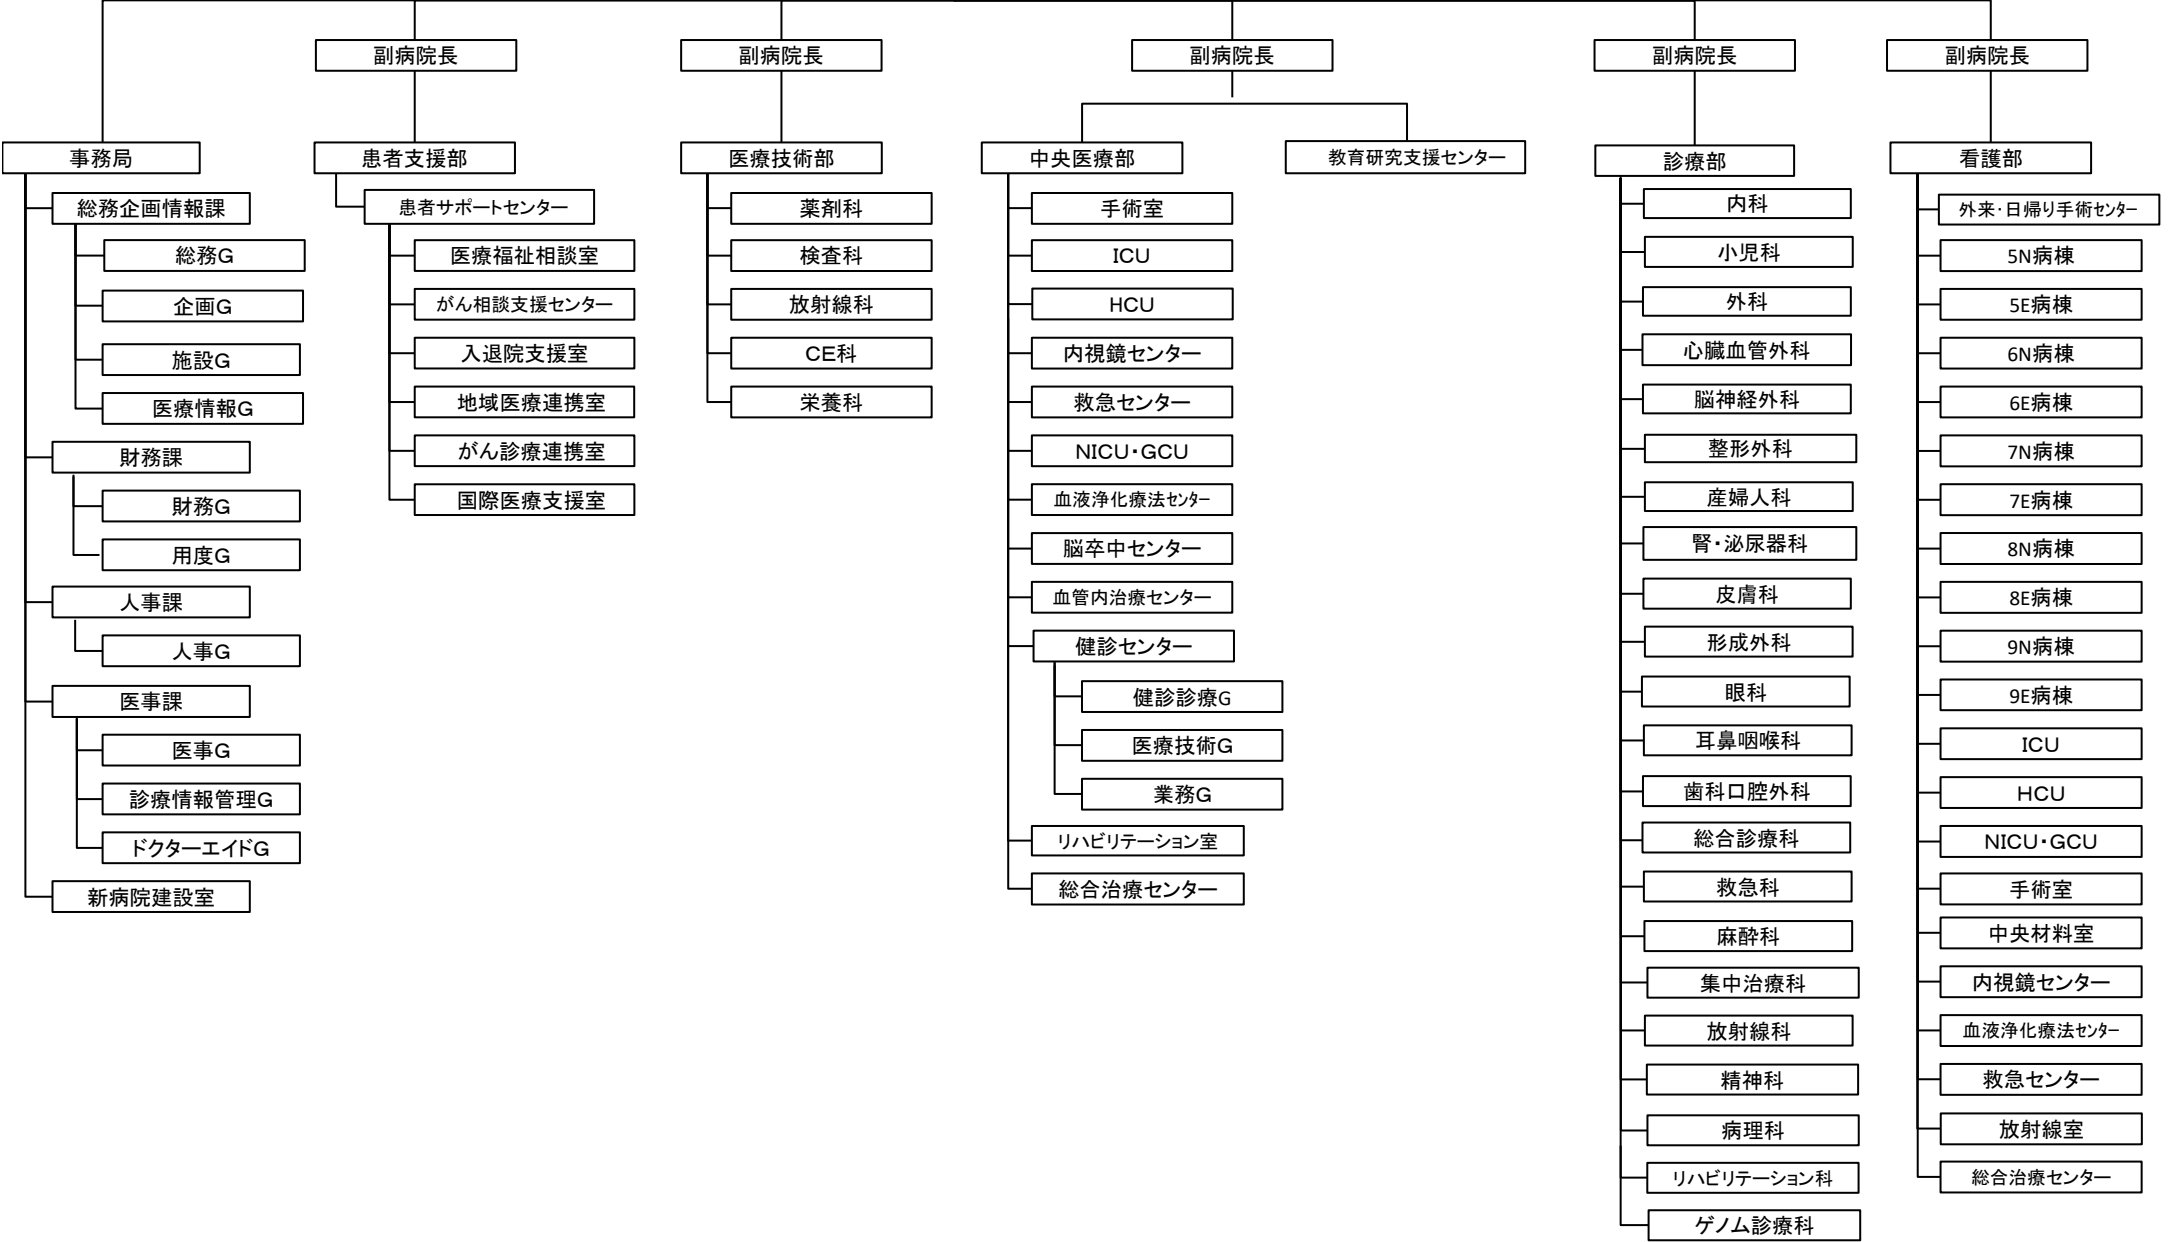 副病院長
副病院長
副病院長
副病院長
副病院長
事務局
総務企画情報課
総務G
企画G
施設G
医療情報G
財務課
財務G
用度G
人事課
人事G
医事課
医事G
診療情報管理G
ドクターエイドG
新病院建設室
患者支援部
患者サポートセンター
医療福祉相談室
がん相談支援センター
入退院支援室
地域医療連携室
がん診療連携室
国際医療支援室
医療技術部
薬剤科
検査科
放射線科
CE科
栄養科
中央医療部
手術室
ICU
HCU
内視鏡センター
救急センター
NICU・GCU
血液浄化療法センター
脳卒中センター
血管内治療センター
健診センター
健診診療G
医療技術G
業務G
リハビリテーション室
総合治療センター
教育研究支援センター
診療部
内科
小児科
外科
心臓血管外科
脳神経外科
整形外科
産婦人科
腎・泌尿器科
皮膚科
形成外科
眼科
耳鼻咽喉科
歯科口腔外科
総合診療科
救急科
麻酔科
集中治療科
放射線科
精神科
病理科
リハビリテーション科
ゲノム診療科
看護部
外来・日帰り手術センター
5N病棟
5E病棟
6N病棟
6E病棟
7N病棟
7E病棟
8N病棟
8E病棟
9N病棟
9E病棟
ICU
HCU
NICU・GCU
手術室
中央材料室
内視鏡センター
血液浄化療法センター
救急センター
放射線室
総合治療センター